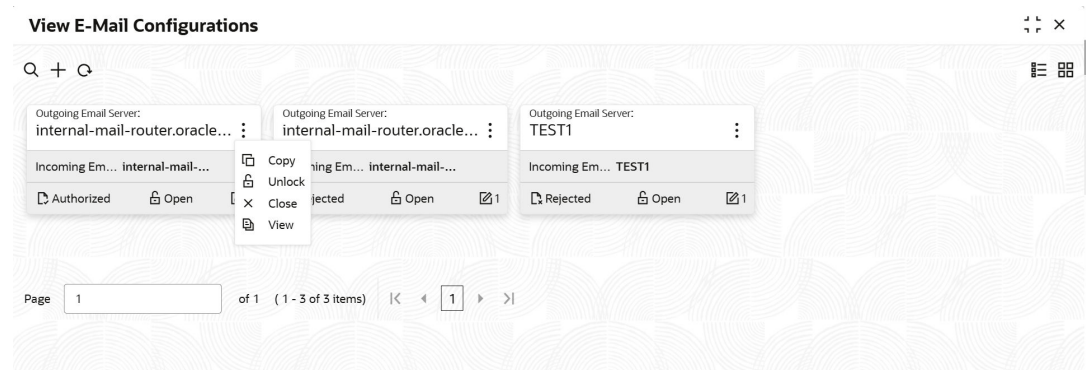 View E-Mail Configurations
Outgoing Email Server:
internal-mail-router.oracle...
Incoming Em... internal-mail-...
Authorized Open
Copy
Unlock
Close
View
Outgoing Email Server:
internal-mail-router.oracle...
Em... internal-mail-...
Open 1
Outgoing Email Server:
TEST1
Incoming Em... TEST1
Rejected Open 1
Page 1 of 1 ( 1 - 3 of 3 items) 1